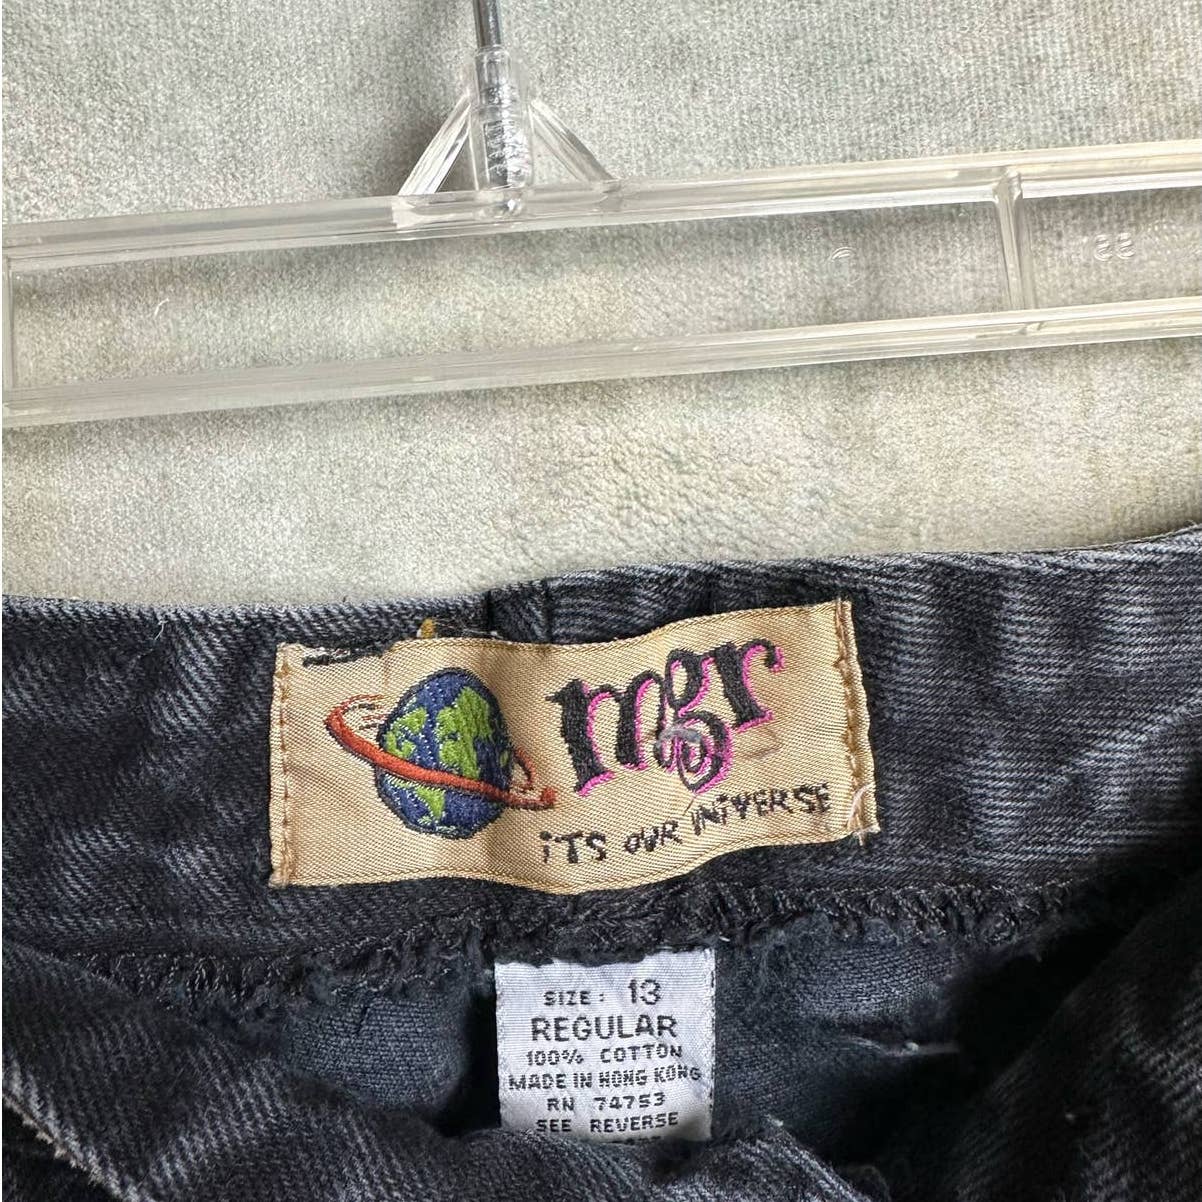 mgr
iTS OUR UNiVERSE
SIZE: 13
REGULAR
100% COTTON
MADE IN HONG KONG
RN 74753
SEE REVERSE